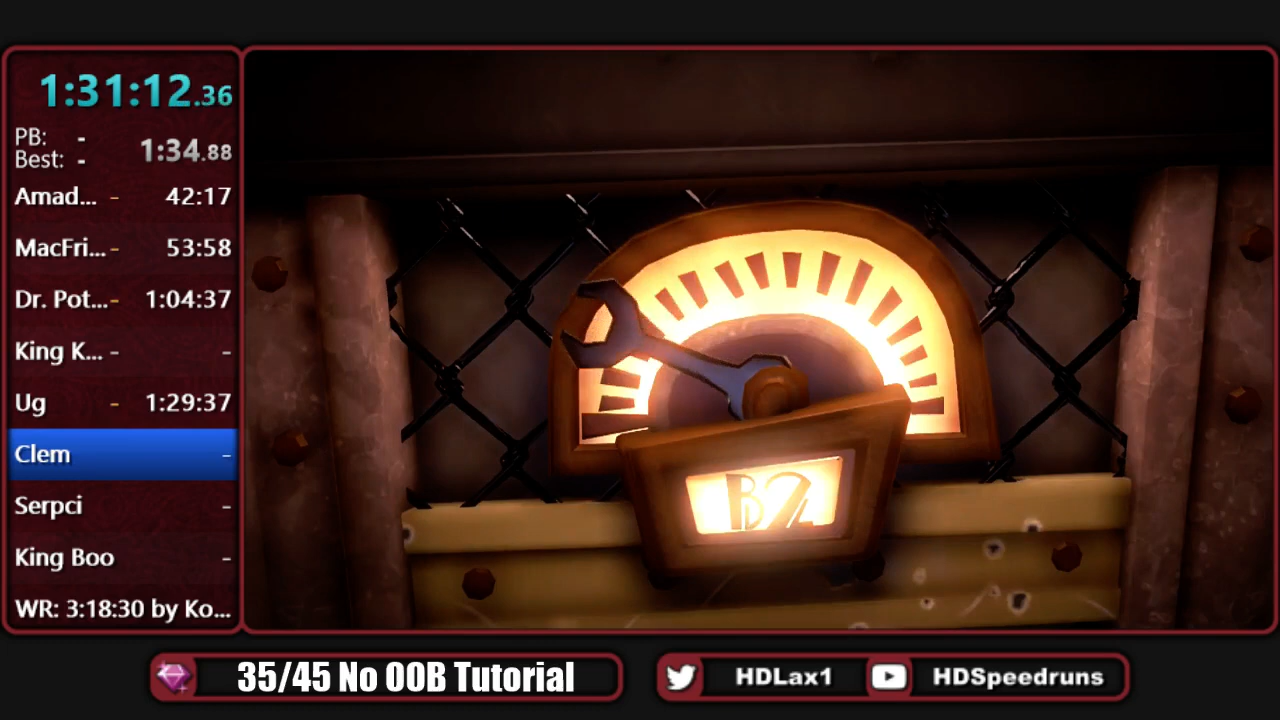 1:31:12.36
PB: -
Best: - 1:34.88
Amad... - 42:17
MacFri... - 53:58
Dr. Pot... - 1:04:37
King K... - -
Ug - 1:29:37
Clem -
Serpci -
King Boo -
WR: 3:18:30 by Ko...
B2
35/45 No OOB Tutorial
HDLax1
HDSpeedruns